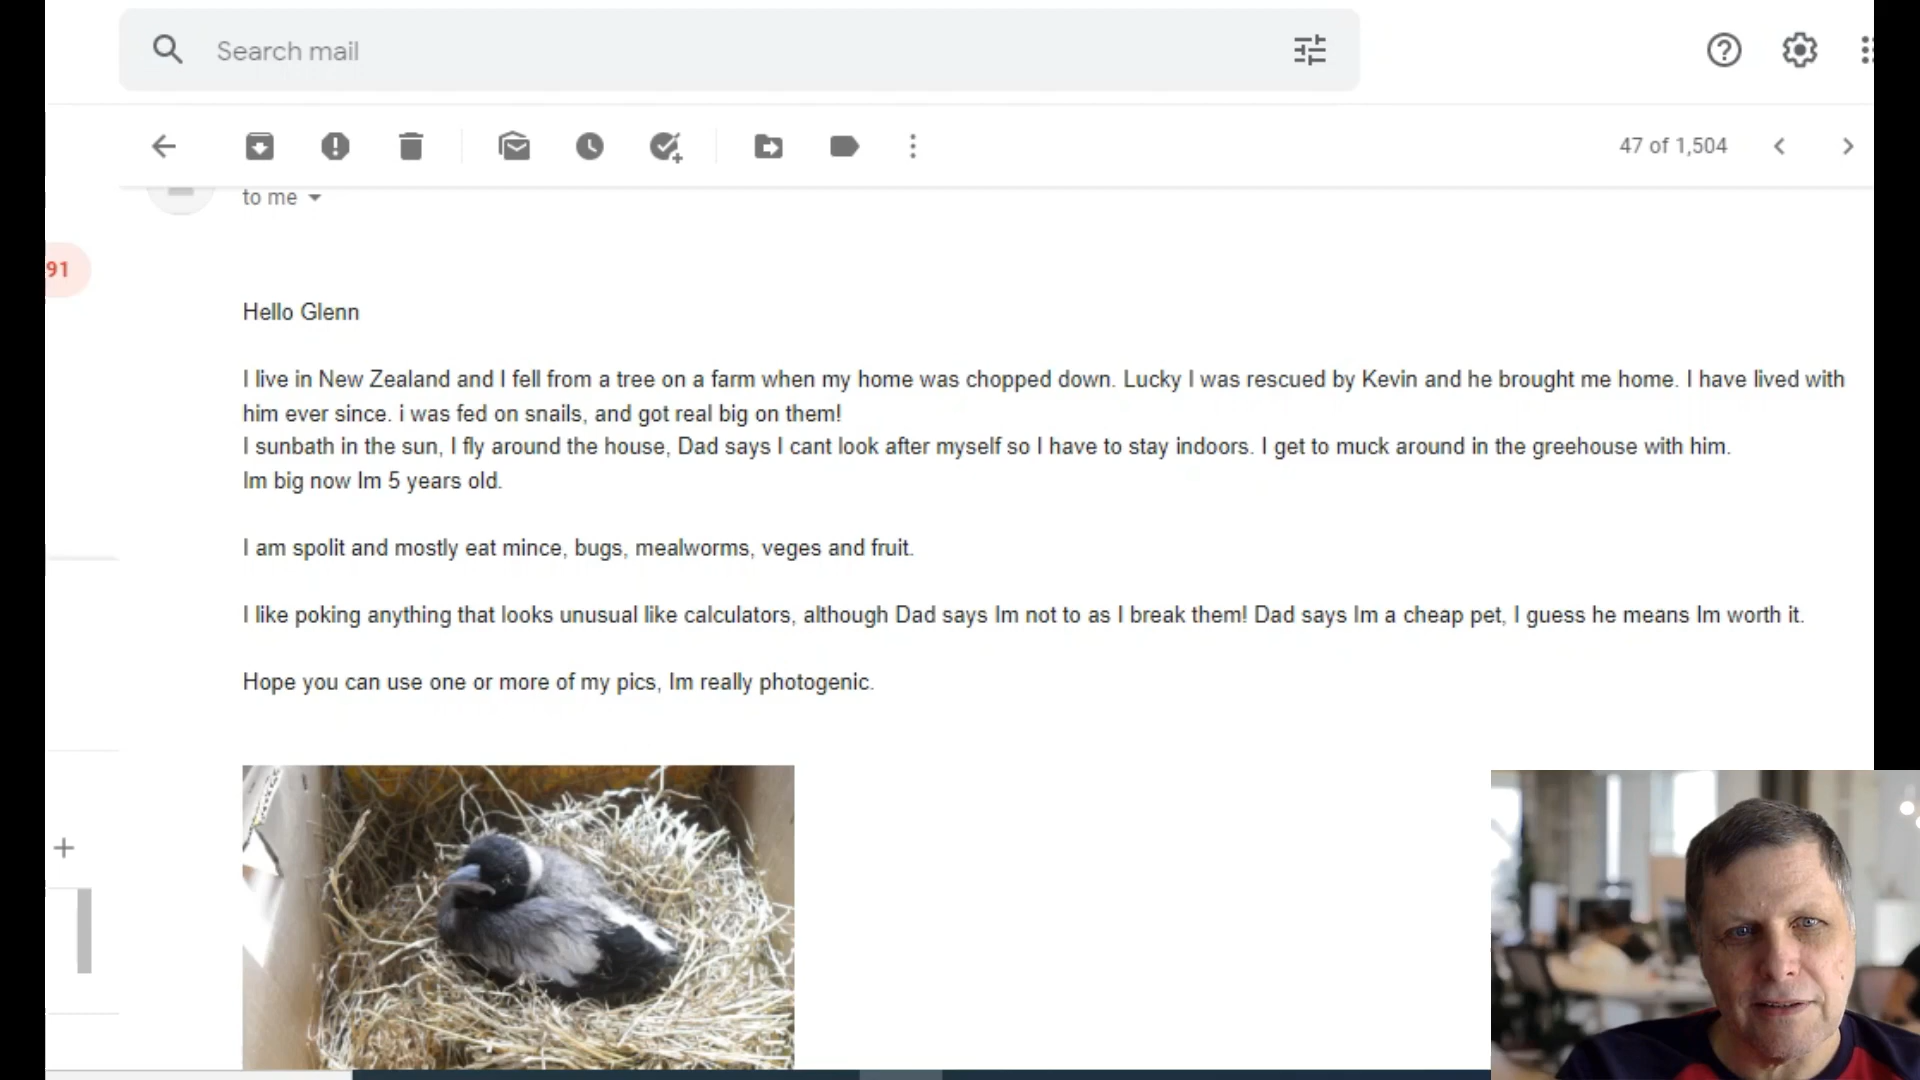 Search mail
47 of 1,504
to me
91
Hello Glenn
I live in New Zealand and I fell from a tree on a farm when my home was chopped down. Lucky I was rescued by Kevin and he brought me home. I have lived with
him ever since. i was fed on snails, and got real big on them!
I sunbath in the sun, I fly around the house, Dad says I cant look after myself so I have to stay indoors. I get to muck around in the greehouse with him.
Im big now Im 5 years old.
I am spolit and mostly eat mince, bugs, mealworms, veges and fruit.
I like poking anything that looks unusual like calculators, although Dad says Im not to as I break them! Dad says Im a cheap pet, I guess he means Im worth it.
Hope you can use one or more of my pics, Im really photogenic.